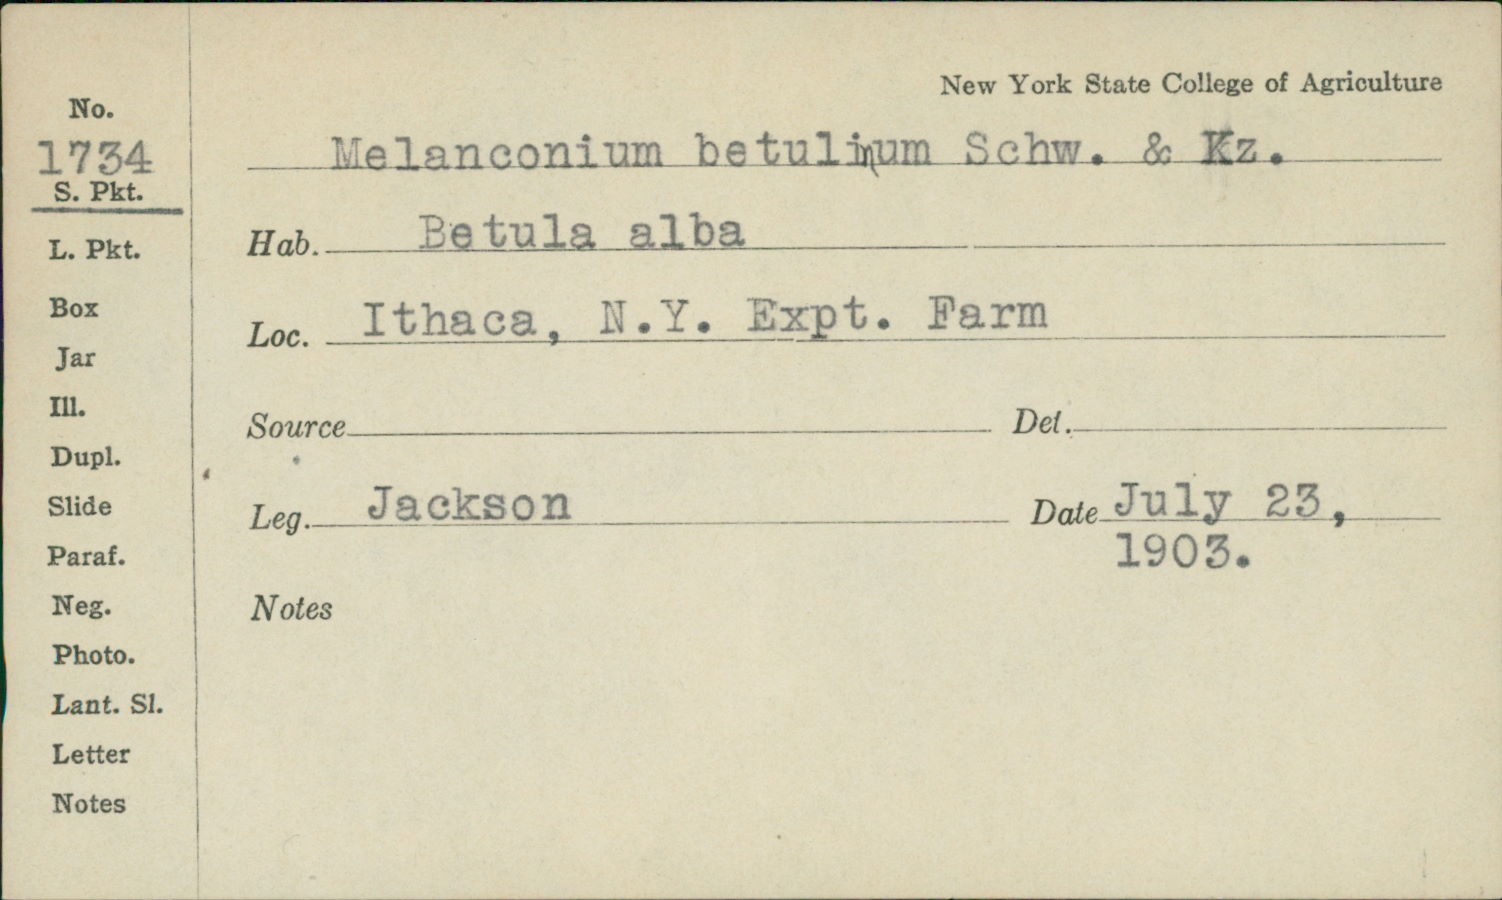 New York State College of Agriculture
No.
1734
S. Pkt.
L. Pkt.
Box
Jar
Ill.
Dupl.
Slide
Paraf.
Neg.
Photo.
Lant. Sl.
Letter
Notes
Melanconium betulinum Schw. & Kz.
Hab. Betula alba
Loc. Ithaca, N.Y. Expt. Farm
Source Det.
Leg. Jackson Date July 23,
1903.
Notes